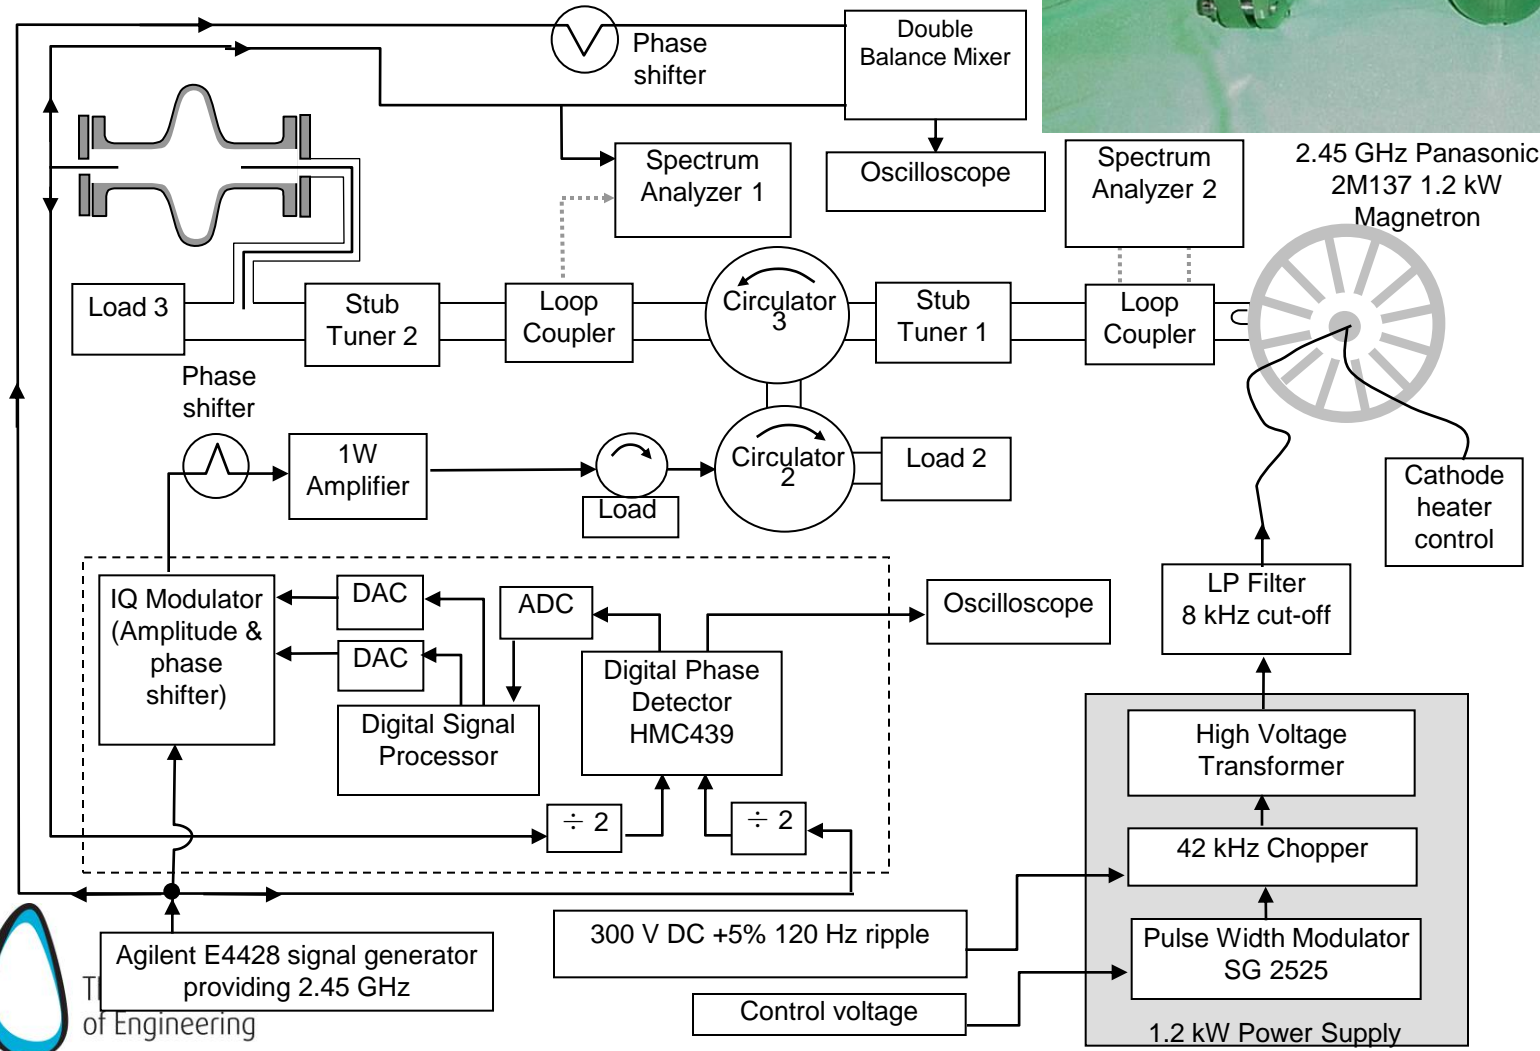 Phase
shifter
Double
Balance Mixer
Spectrum
Analyzer 1
Oscilloscope
Spectrum
Analyzer 2
2.45 GHz Panasonic
2M137 1.2 kW
Magnetron
Load 3
Stub
Tuner 2
Loop
Coupler
Circulator
3
Stub
Tuner 1
Loop
Coupler
Phase
shifter
1W
Amplifier
Load
Circulator
2
Load 2
Cathode
heater
control
IQ Modulator
(Amplitude &
phase
shifter)
DAC
DAC
ADC
Digital Signal
Processor
Digital Phase
Detector
HMC439
Oscilloscope
LP Filter
8 kHz cut-off
÷ 2
÷ 2
High Voltage
Transformer
42 kHz Chopper
Pulse Width Modulator
SG 2525
1.2 kW Power Supply
300 V DC +5% 120 Hz ripple
Control voltage
Agilent E4428 signal generator
providing 2.45 GHz
of Engineering